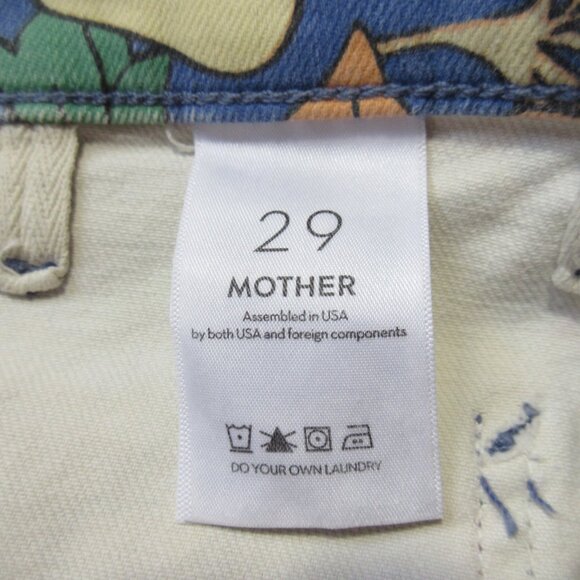 29
MOTHER
Assembled in USA
by both USA and foreign components
DO YOUR OWN LAUNDRY